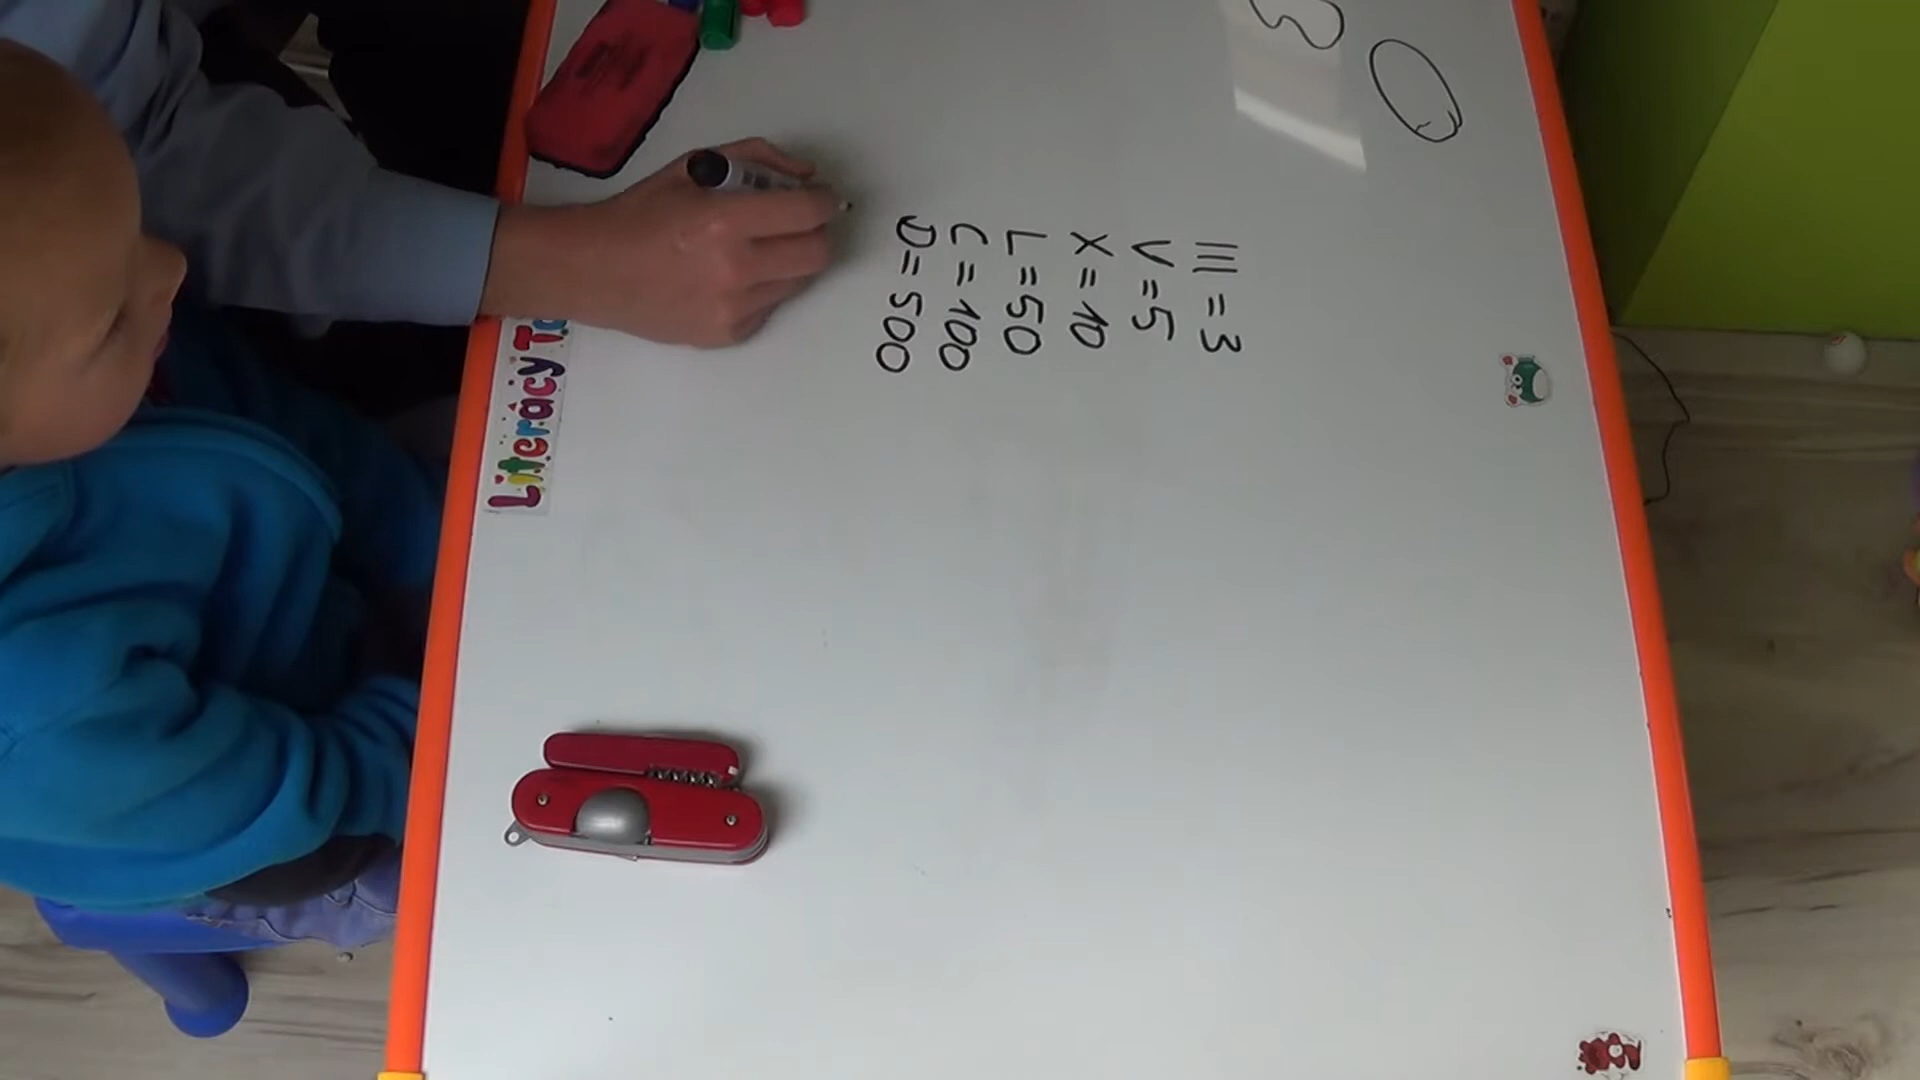 III = 3
V = 5
X = 10
L = 50
C = 100
D = 500
Literacy